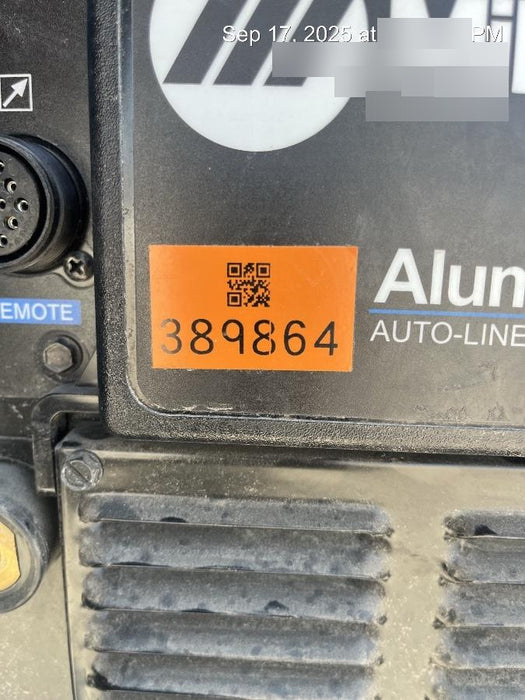 Sep 17, 2025 at PM
389864
Alum
AUTO-LINE
EMOTE